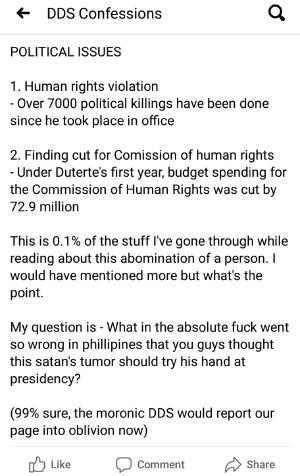 DDS Confessions
POLITICAL ISSUES
1. Human rights violation
- Over 7000 political killings have been done
since he took place in office
2. Finding cut for Comission of human rights
- Under Duterte's first year, budget spending for
the Commission of Human Rights was cut by
72.9 million
This is 0.1% of the stuff I've gone through while
reading about this abomination of a person. I
would have mentioned more but what's the
point.
My question is - What in the absolute fuck went
so wrong in phillipines that you guys thought
this satan's tumor should try his hand at
presidency?
(99% sure, the moronic DDS would report our
page into oblivion now)
Like Comment Share